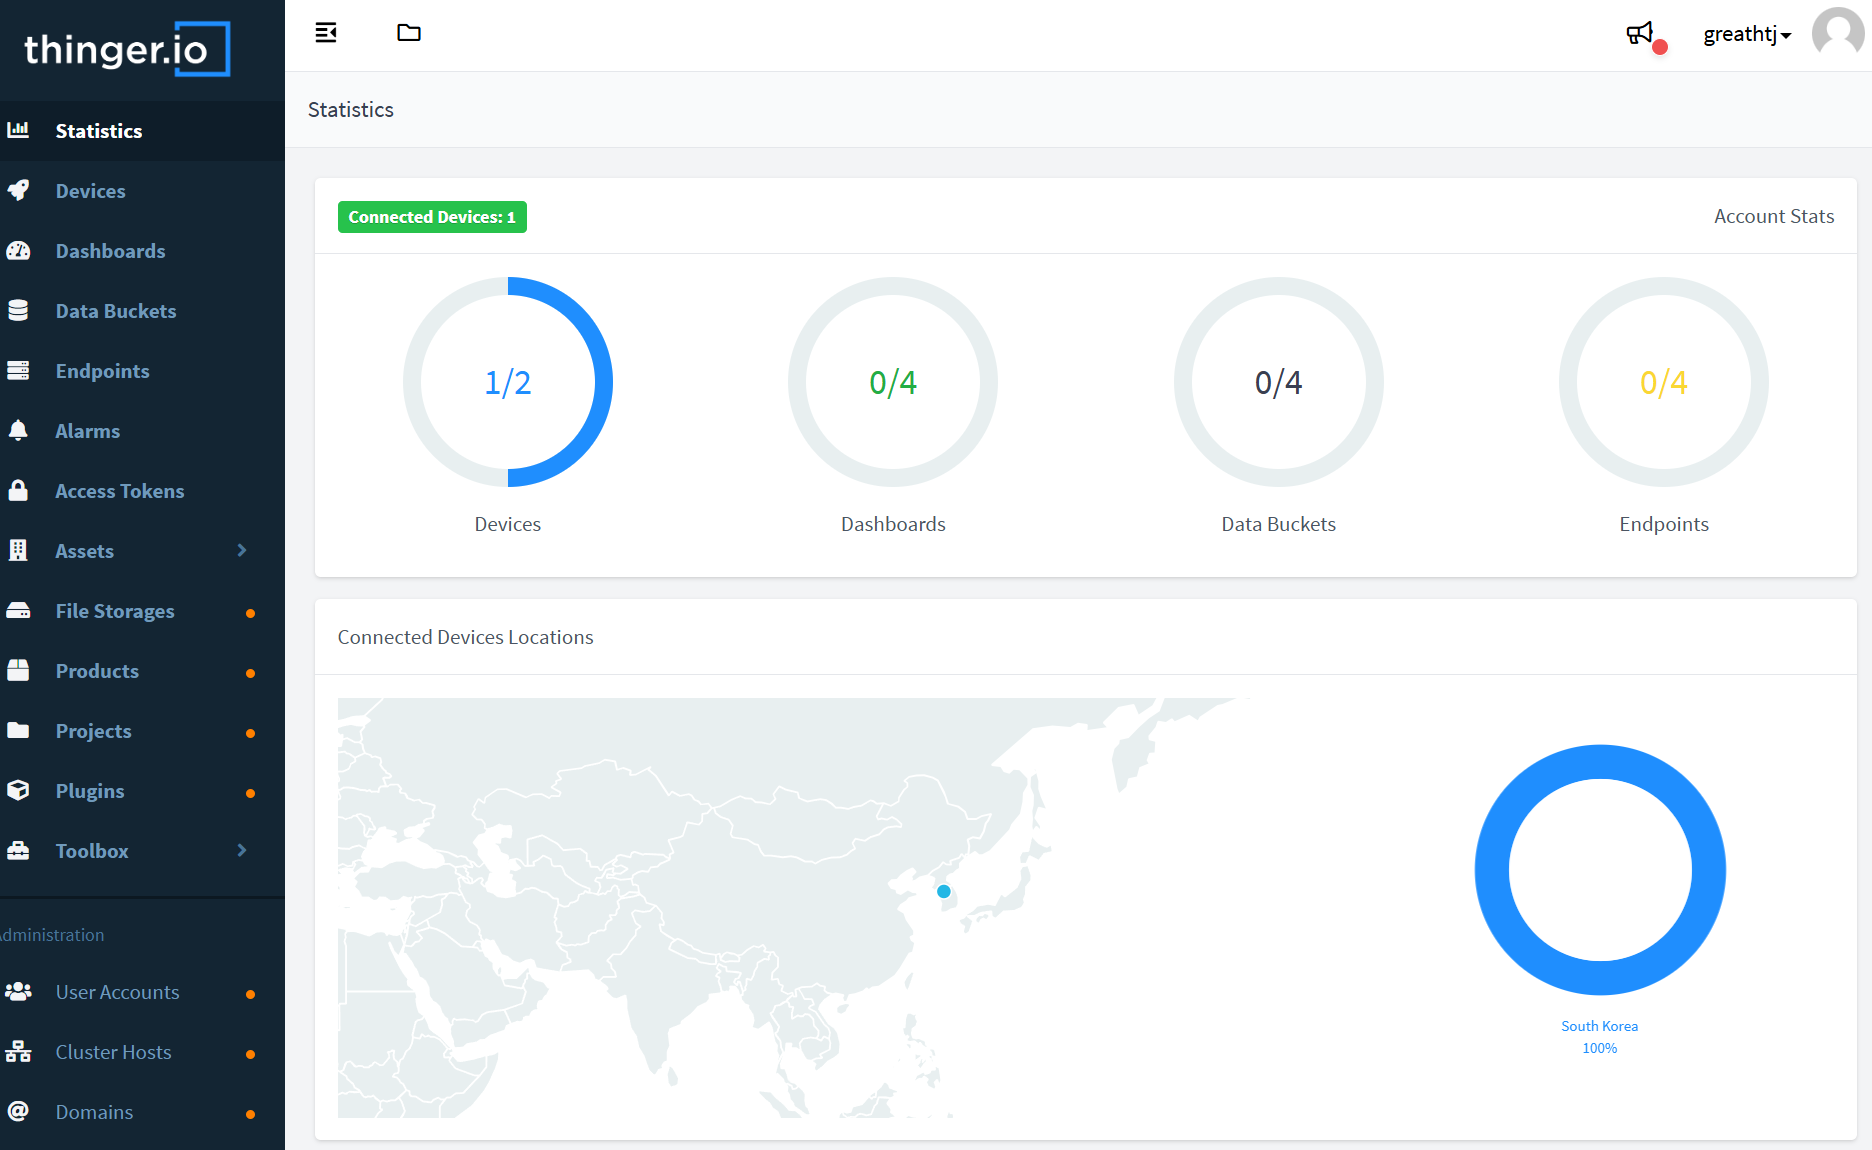 thinger.io
greathtj
Statistics
Statistics
Devices
Dashboards
Data Buckets
Endpoints
Alarms
Access Tokens
Assets
File Storages
Products
Projects
Plugins
Toolbox
dministration
User Accounts
Cluster Hosts
Domains
Connected Devices: 1
Account Stats
1/2
0/4
0/4
0/4
Devices
Dashboards
Data Buckets
Endpoints
Connected Devices Locations
South Korea
100%